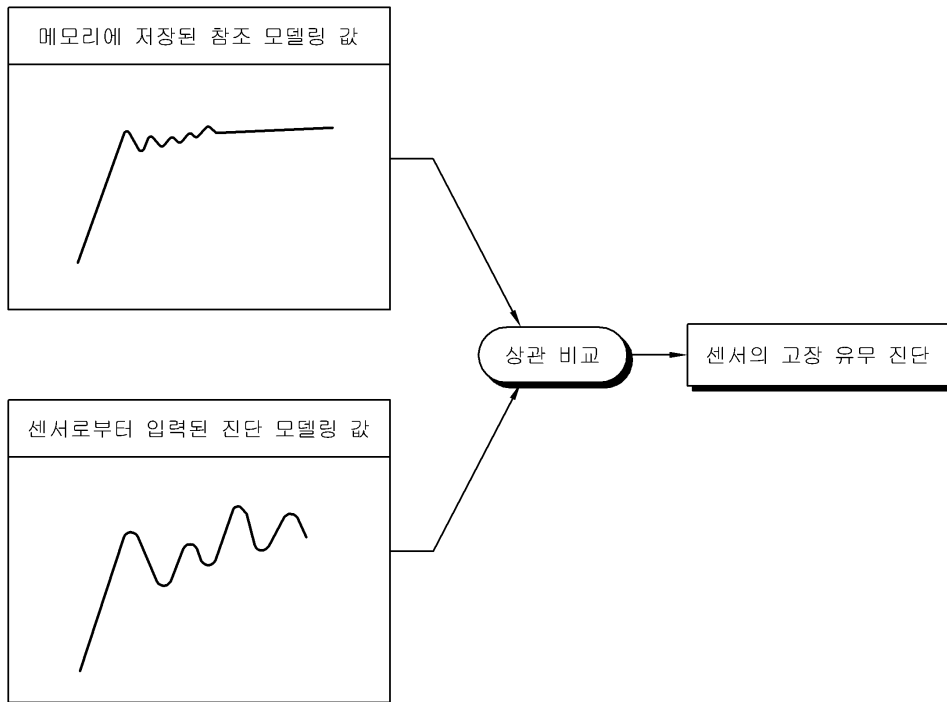 메모리에 저장된 참조 모델링 값
상관 비교
센서의 고장 유무 진단
센서로부터 입력된 진단 모델링 값